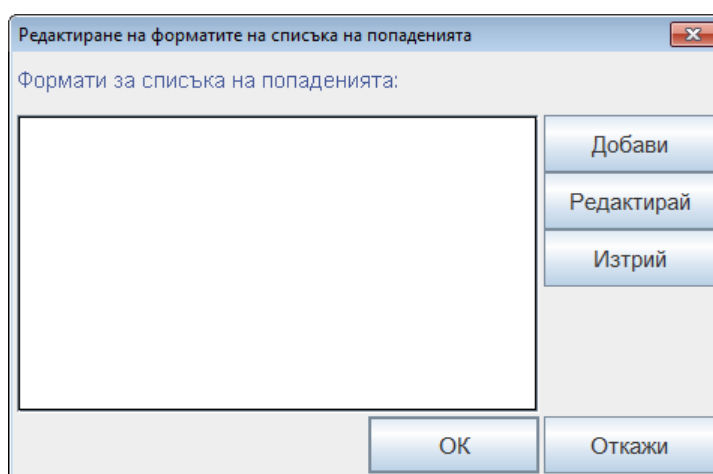 Редактиране на форматите на списъка на попаденията
Формати за списъка на попаденията:
Добави
Редактирай
Изтрий
OK
Откажи